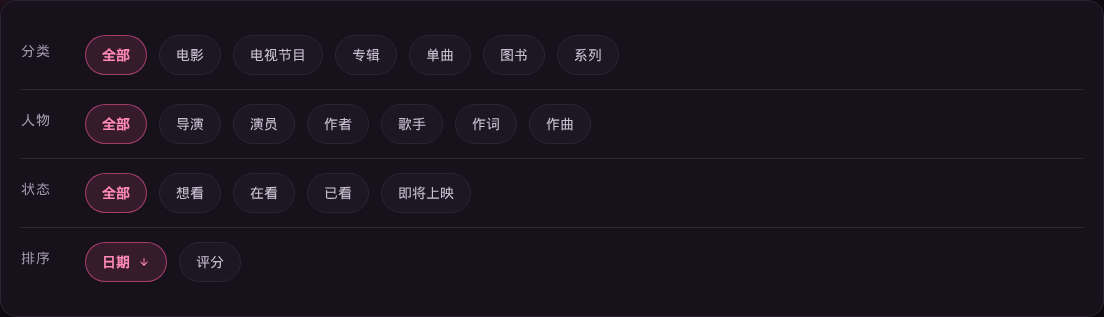 分类 全部 电影 电视节目 专辑 单曲 图书 系列
人物 全部 导演 演员 作者 歌手 作词 作曲
状态 全部 想看 在看 已看 即将上映
排序 日期 ↓ 评分